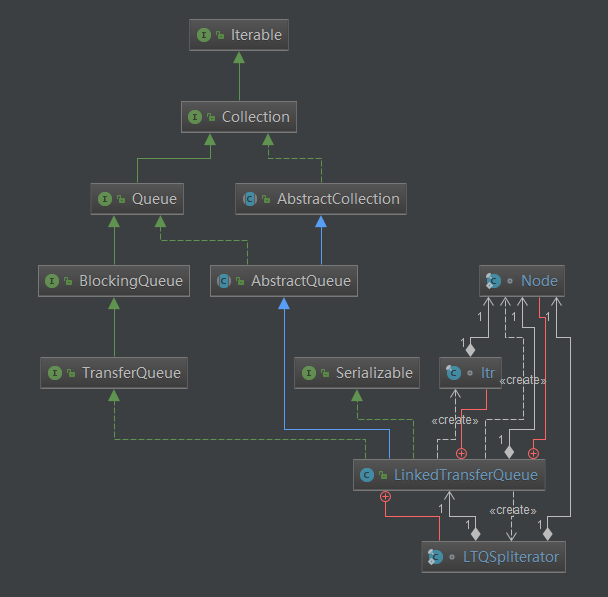 Iterable
Collection
Queue
AbstractCollection
BlockingQueue
AbstractQueue
Node
1
1
1
1
TransferQueue
Serializable
Itr
«create»
«create»
1
LinkedTransferQueue
1
«create»
1
1
LTQSpliterator